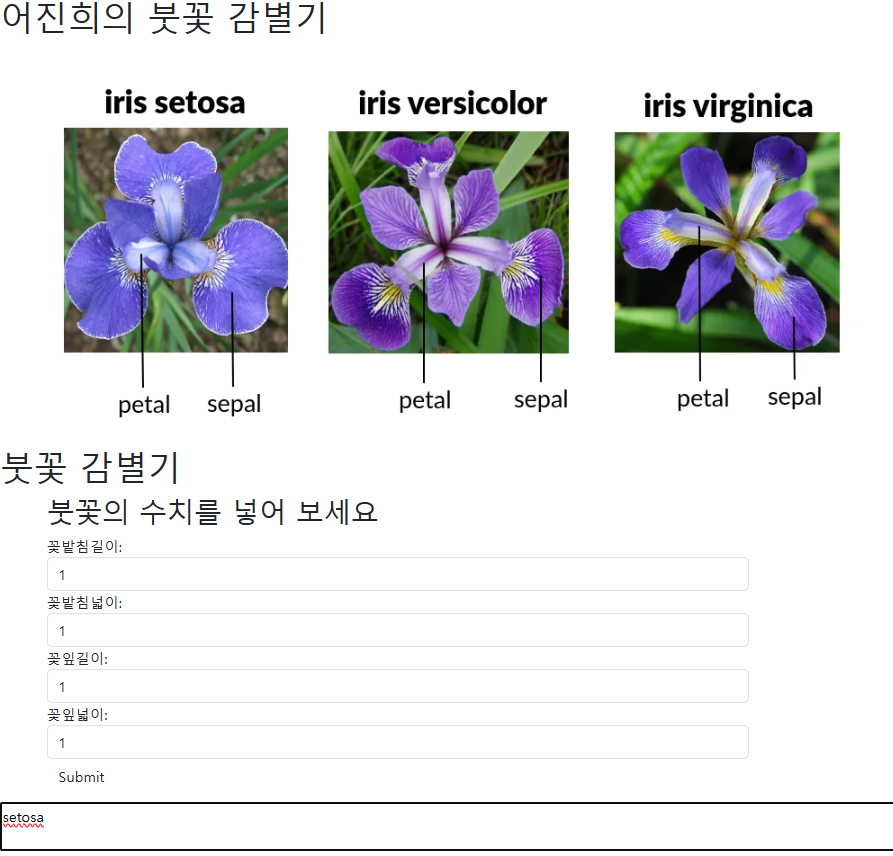 어진희의 붓꽃 감별기
iris setosa iris versicolor iris virginica
petal sepal petal sepal petal sepal
붓꽃 감별기
붓꽃의 수치를 넣어 보세요
꽃밭침길이:
1
꽃밭침넓이:
1
꽃잎길이:
1
꽃잎넓이:
1
Submit
setosa